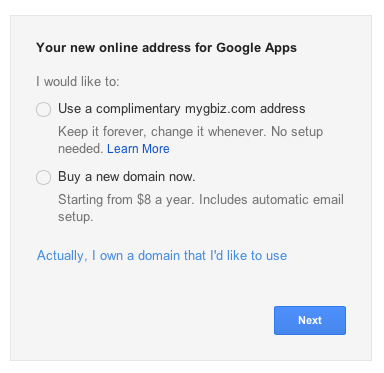 Your new online address for Google Apps
I would like to:
Use a complimentary mygbiz.com address
Keep it forever, change it whenever. No setup
needed. Learn More
Buy a new domain now.
Starting from $8 a year. Includes automatic email
setup.
Actually, I own a domain that I'd like to use
Next